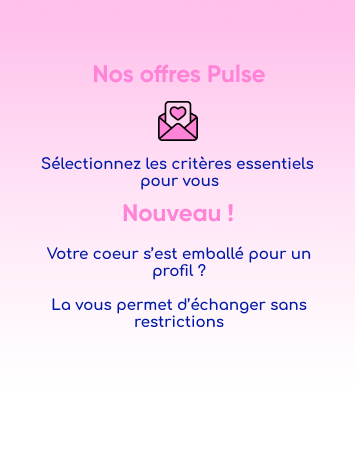 Nos offres Pulse
Sélectionnez les critères essentiels
pour vous
Nouveau !
Votre coeur s’est emballé pour un
profil ?
La vous permet d’échanger sans
restrictions